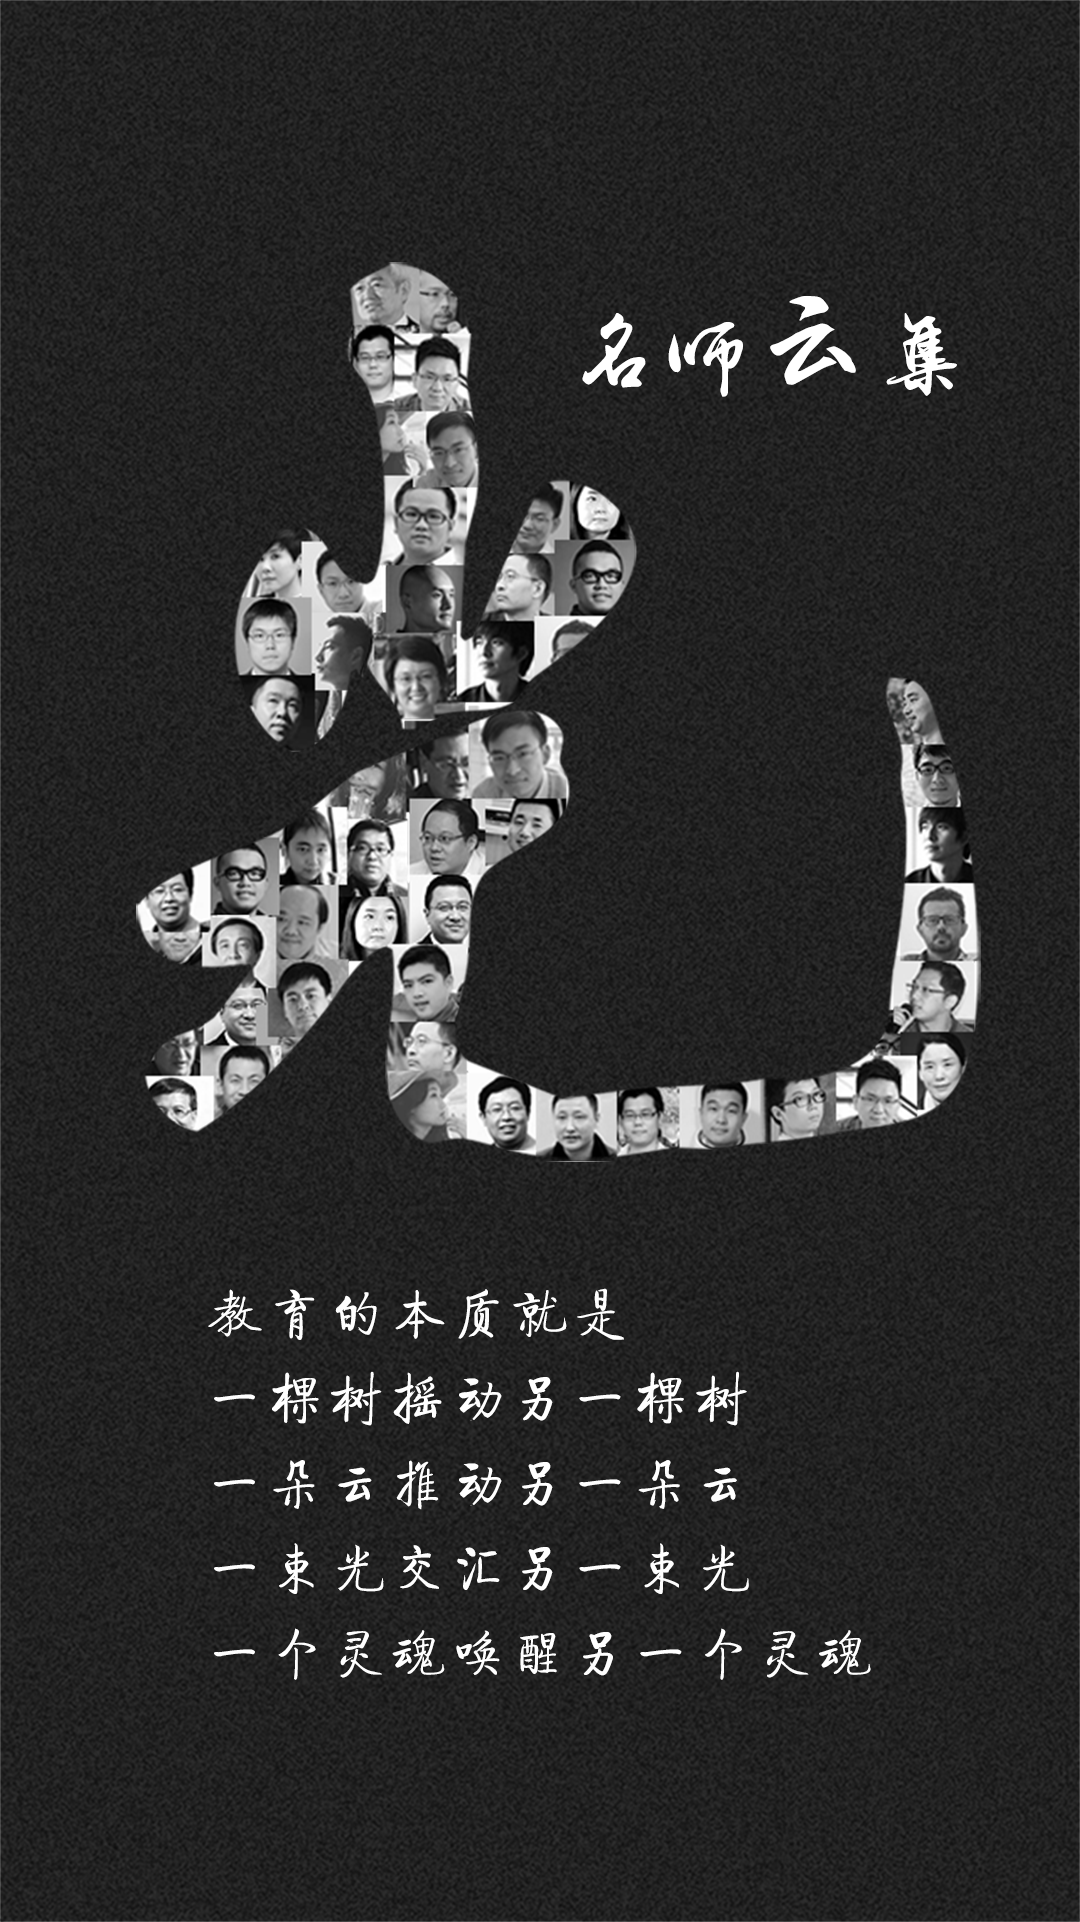 名师云集
光
教育的本质就是
一棵树摇动另一棵树
一朵云推动另一朵云
一束光交汇另一束光
一个灵魂唤醒另一个灵魂